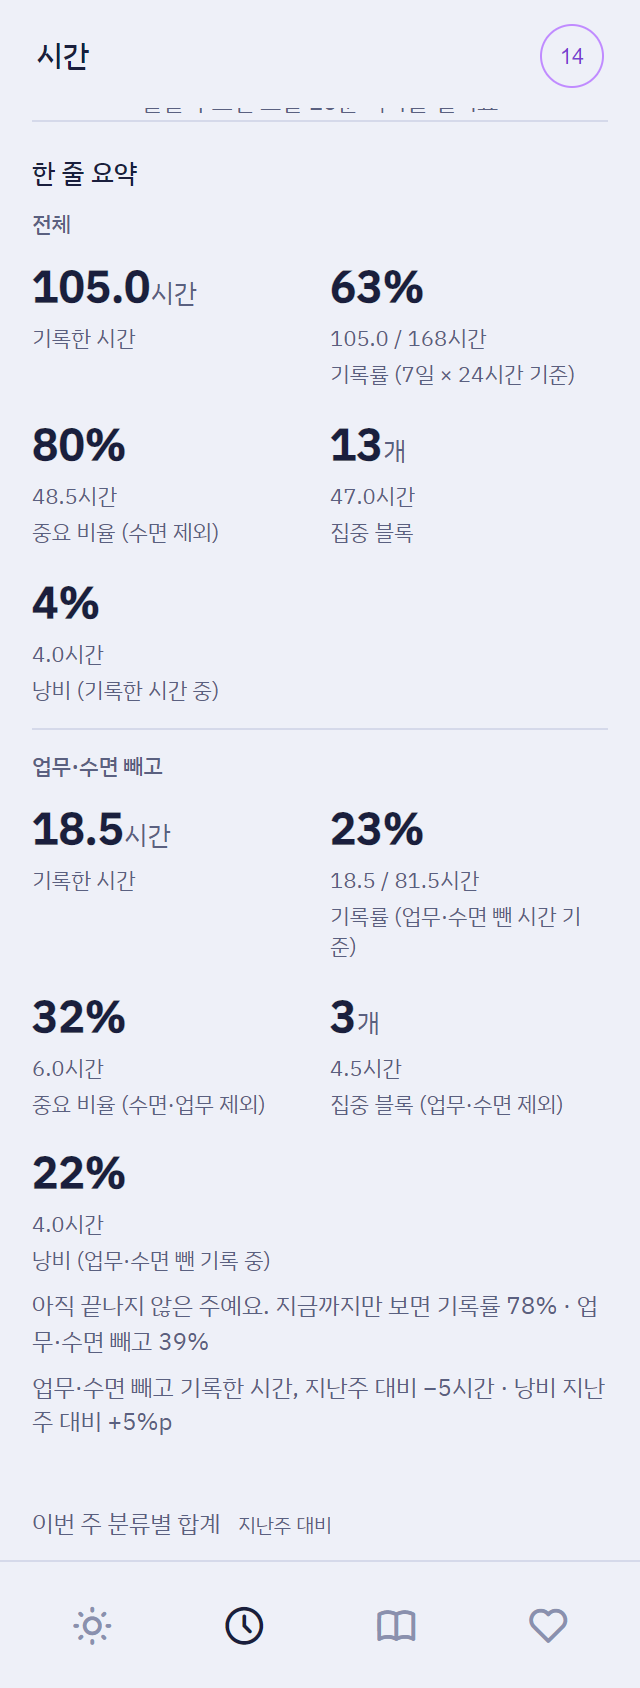 시간
14
한 줄 요약
전체
105.0시간
기록한 시간
63%
105.0 / 168시간
기록률 (7일 × 24시간 기준)
80%
48.5시간
중요 비율 (수면 제외)
13개
47.0시간
집중 블록
4%
4.0시간
낭비 (기록한 시간 중)
업무·수면 빼고
18.5시간
기록한 시간
23%
18.5 / 81.5시간
기록률 (업무·수면 뺀 시간 기
준)
32%
6.0시간
중요 비율 (수면·업무 제외)
3개
4.5시간
집중 블록 (업무·수면 제외)
22%
4.0시간
낭비 (업무·수면 뺀 기록 중)
아직 끝나지 않은 주예요. 지금까지만 보면 기록률 78% · 업
무·수면 빼고 39%
업무·수면 빼고 기록한 시간, 지난주 대비 −5시간 · 낭비 지난
주 대비 +5%p
이번 주 분류별 합계 지난주 대비